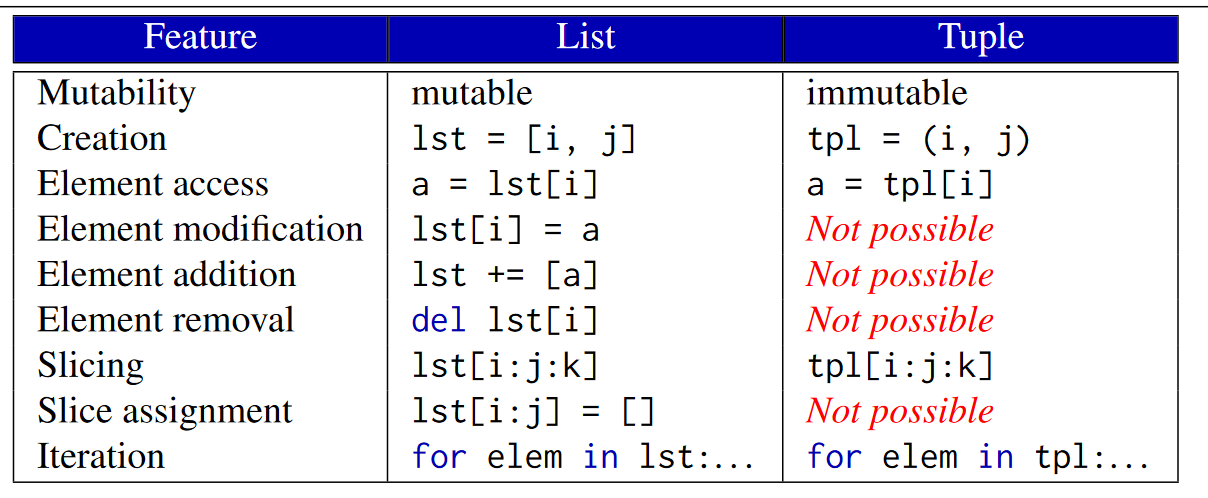 Feature List Tuple
Mutability mutable immutable
Creation lst = [i, j] tpl = (i, j)
Element access a = lst[i] a = tpl[i]
Element modification lst[i] = a Not possible
Element addition lst += [a] Not possible
Element removal del lst[i] Not possible
Slicing lst[i:j:k] tpl[i:j:k]
Slice assignment lst[i:j] = [] Not possible
Iteration for elem in lst:... for elem in tpl:...